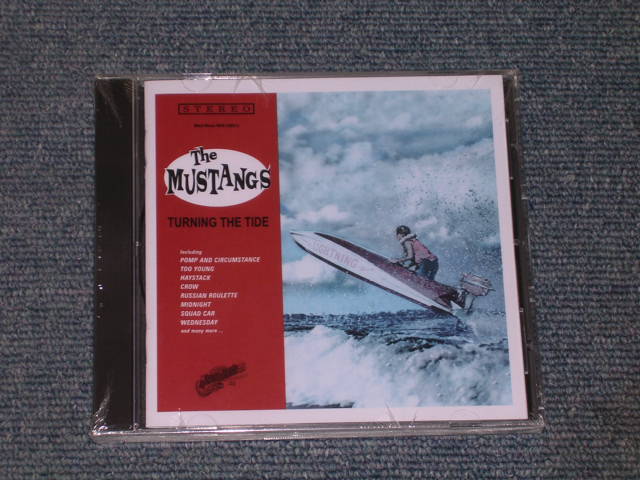 STEREO
The
MUSTANGS
TURNING THE TIDE
Including
POMP AND CIRCUMSTANCE
TOO YOUNG
HAYSTACK
CROW
RUSSIAN ROULETTE
MIDNIGHT
SQUAD CAR
WEDNESDAY
and many more ...
LIGHTNING